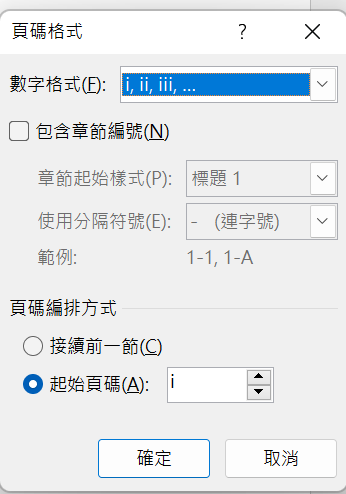 頁碼格式 ?
數字格式(F): i, ii, iii, ...
包含章節編號(N)
章節起始樣式(P): 標題 1
使用分隔符號(E): - (連字號)
範例: 1-1, 1-A
頁碼編排方式
接續前一節(C)
起始頁碼(A): i
確定 取消